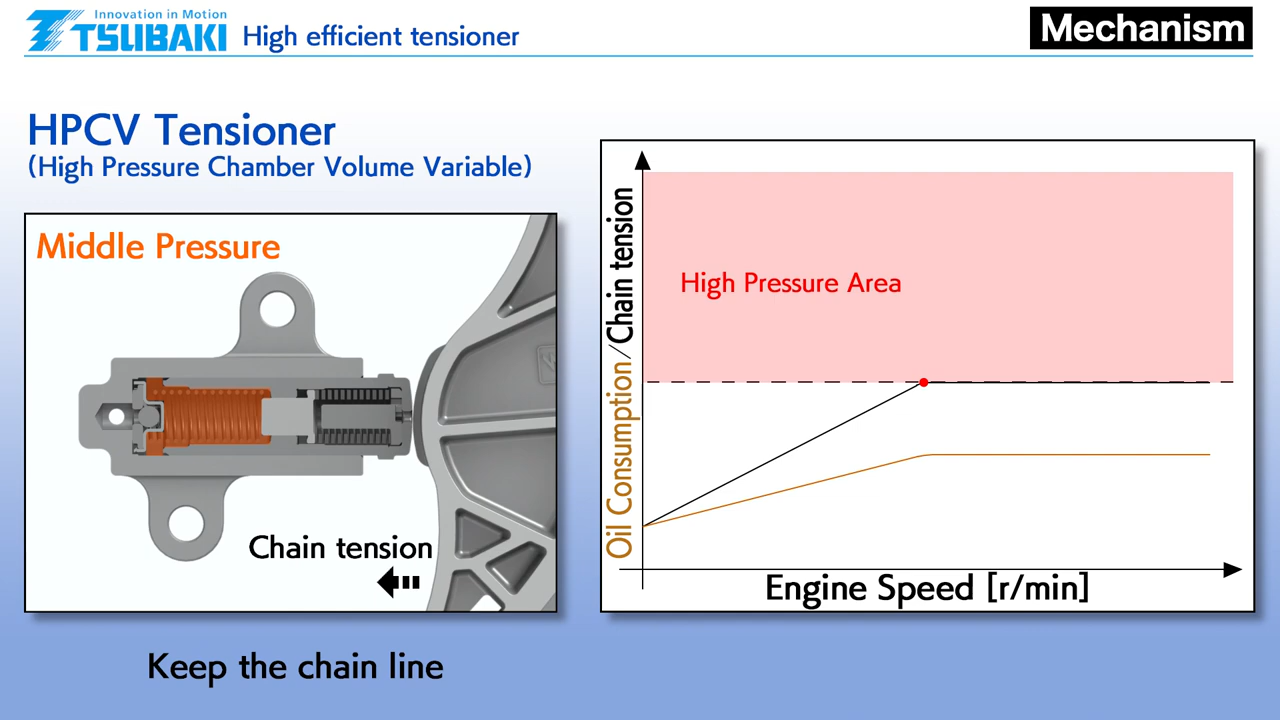 Innovation in Motion
TSUBAKI
High efficient tensioner
Mechanism
HPCV Tensioner
(High Pressure Chamber Volume Variable)
Middle Pressure
Chain tension
Keep the chain line
Oil Consumption/Chain tension
High Pressure Area
Engine Speed [r/min]